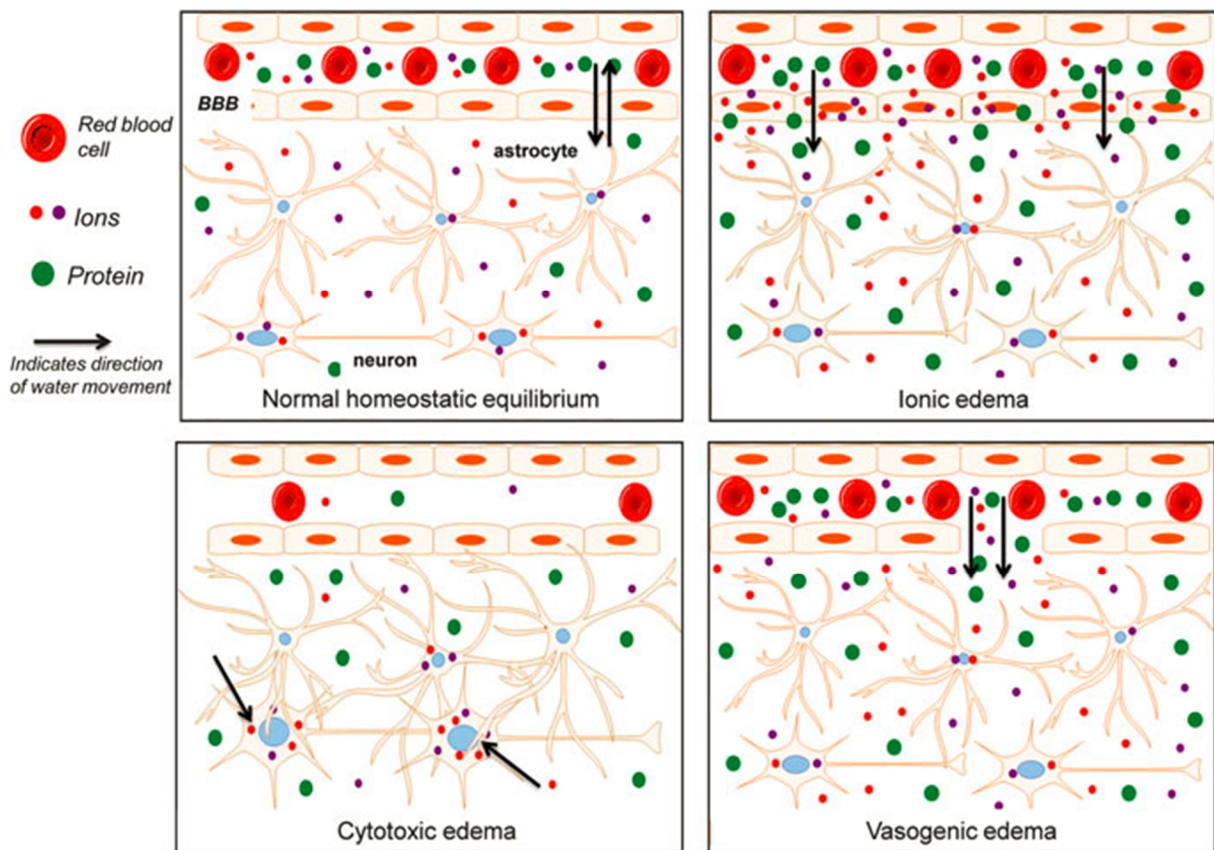 Red blood
cell
Ions
Protein
Indicates direction
of water movement
BBB
astrocyte
neuron
Normal homeostatic equilibrium
Ionic edema
Cytotoxic edema
Vasogenic edema